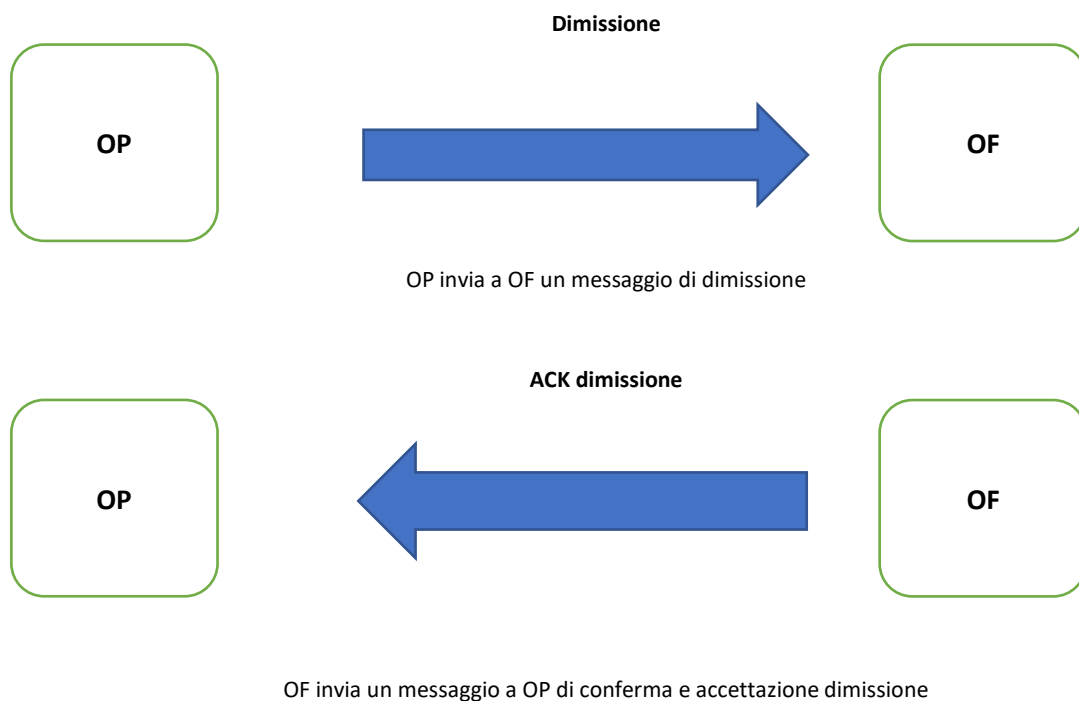 Dimissione
OP
OF
OP invia a OF un messaggio di dimissione
ACK dimissione
OP
OF
OF invia un messaggio a OP di conferma e accettazione dimissione